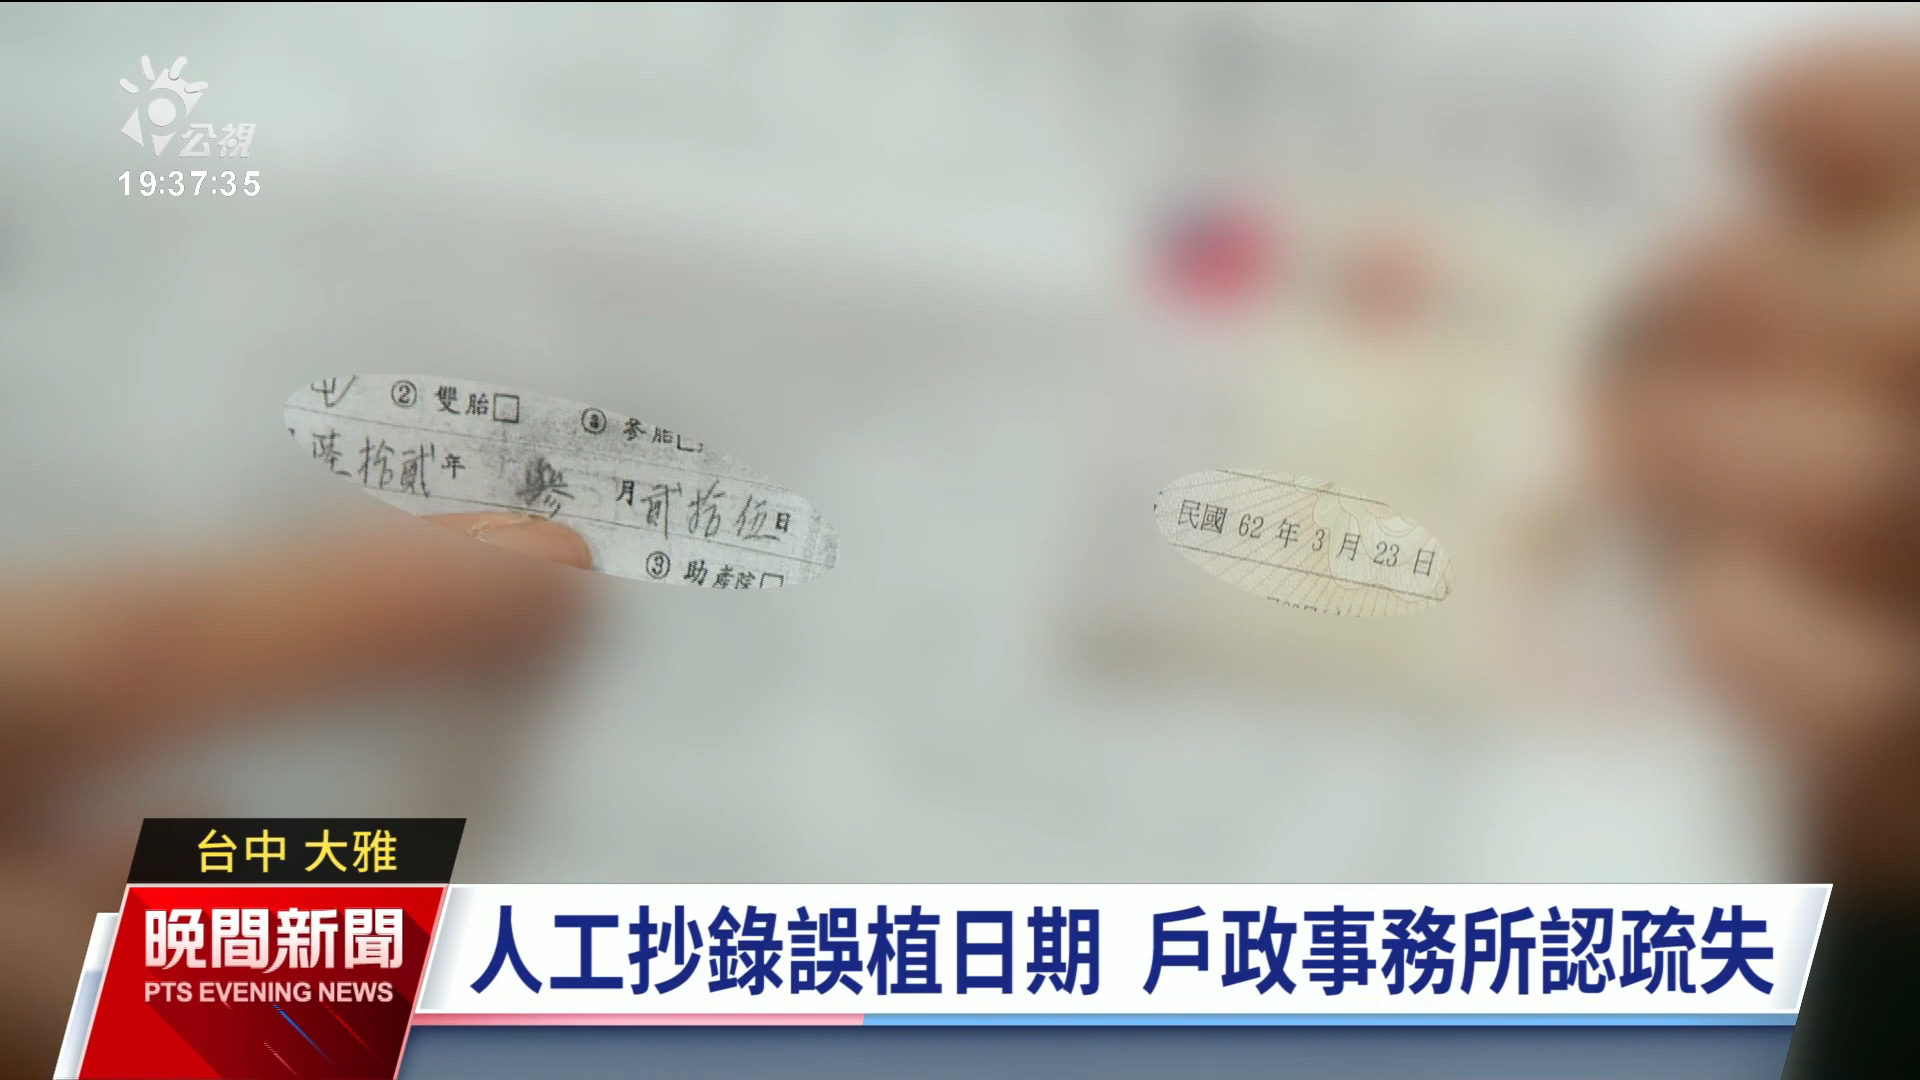 公視
19:37:35
② 雙胎 ③ 參胎
陸拾貳年 參 月貳拾伍日
③ 助產院
民國 62 年 3 月 23 日
台中 大雅
晚間新聞
PTS EVENING NEWS
人工抄錄誤植日期 戶政事務所認疏失